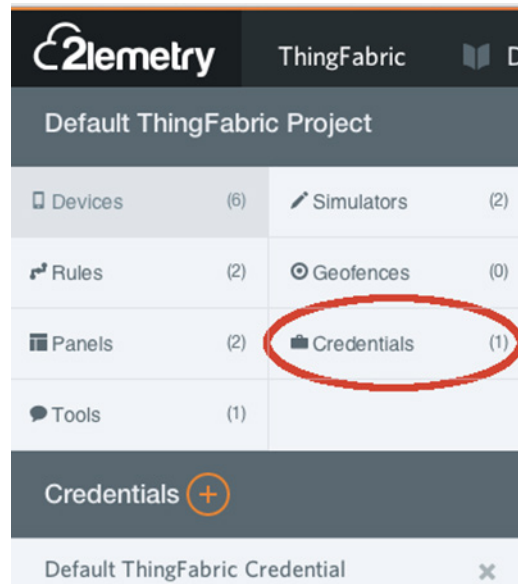 2lemetry ThingFabric D
Default ThingFabric Project
Devices (6) Simulators (2)
Rules (2) Geofences (0)
Panels (2) Credentials (1)
Tools (1)
Credentials +
Default ThingFabric Credential ×